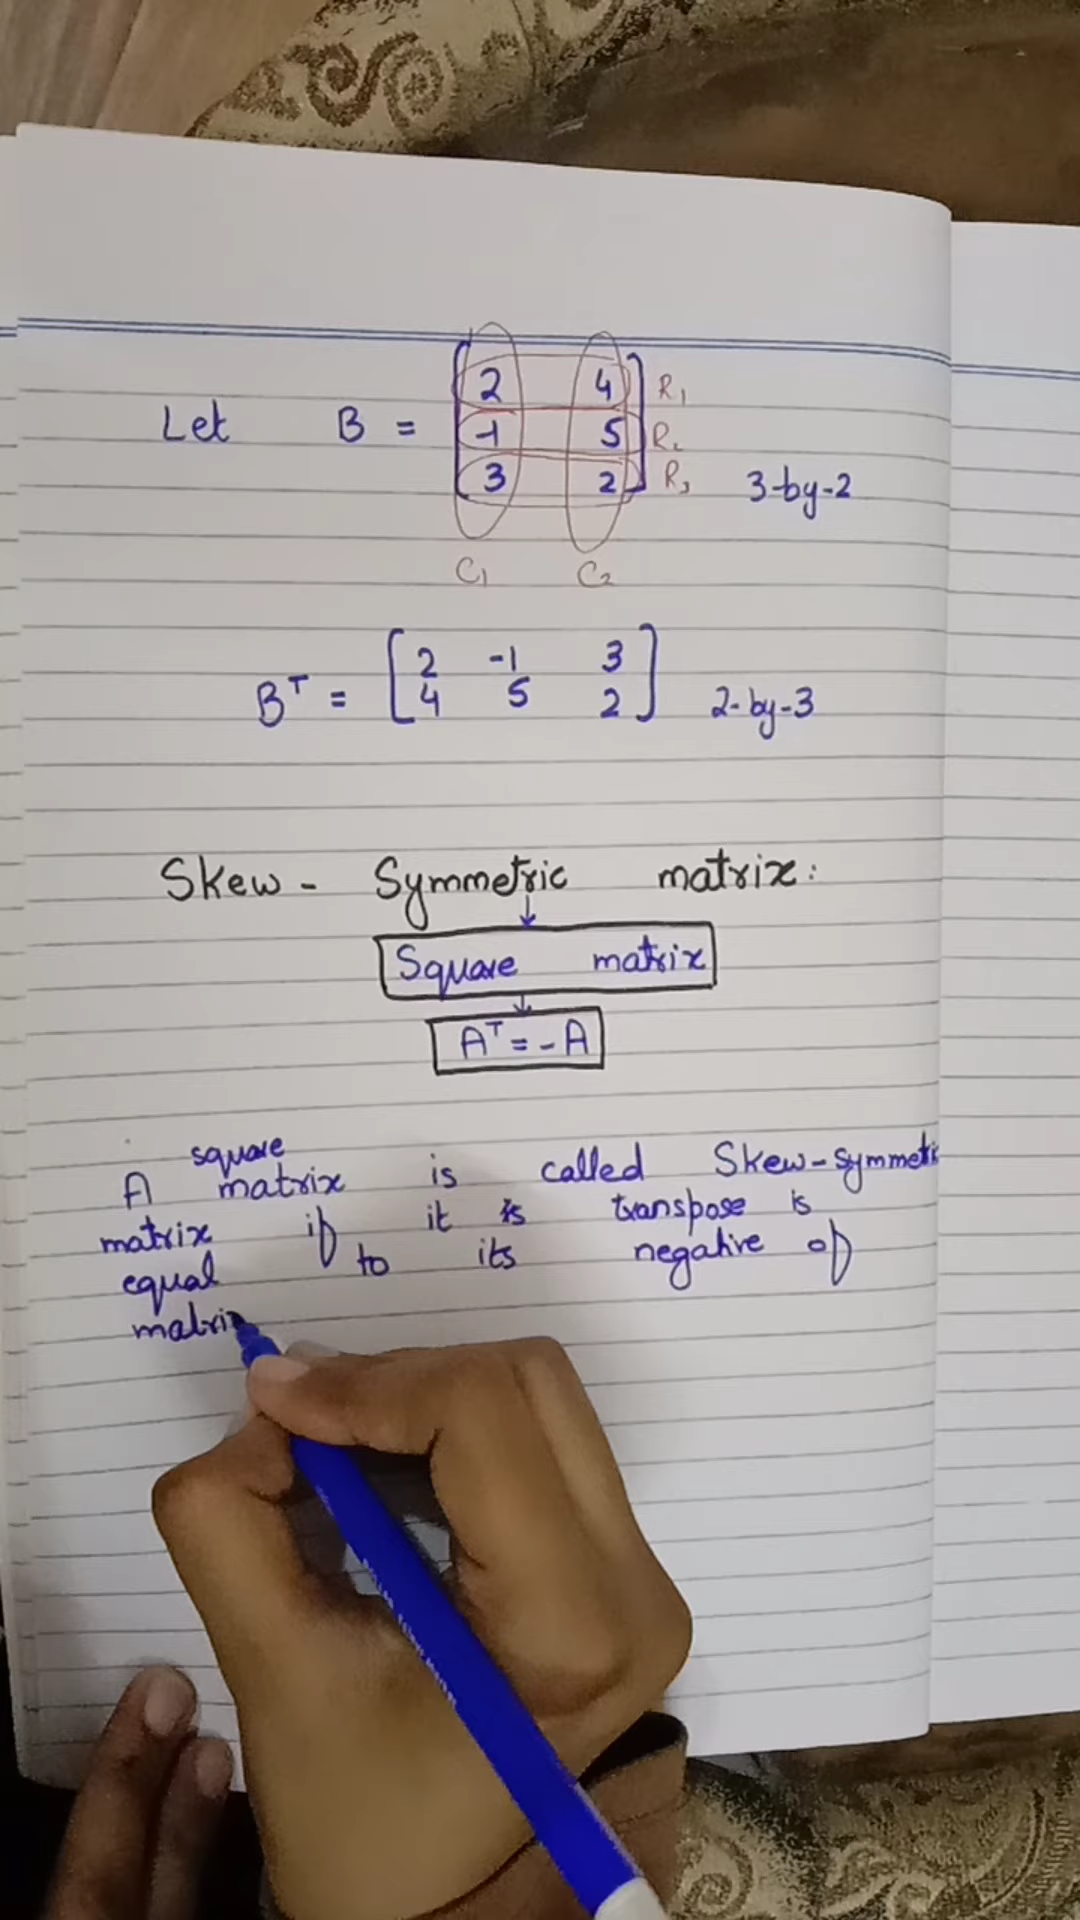 2 4 R₁
Let B = -1 5 R₂
3 2 R₃ 3-by-2
C₁ C₂
2 -1 3
Bᵀ = 4 5 2 2-by-3
Skew - Symmetric matrix:
Square matrix
Aᵀ = -A
square
A matrix is called Skew-symmetric
matrix if it is transpose is
equal to its negative of
matrix